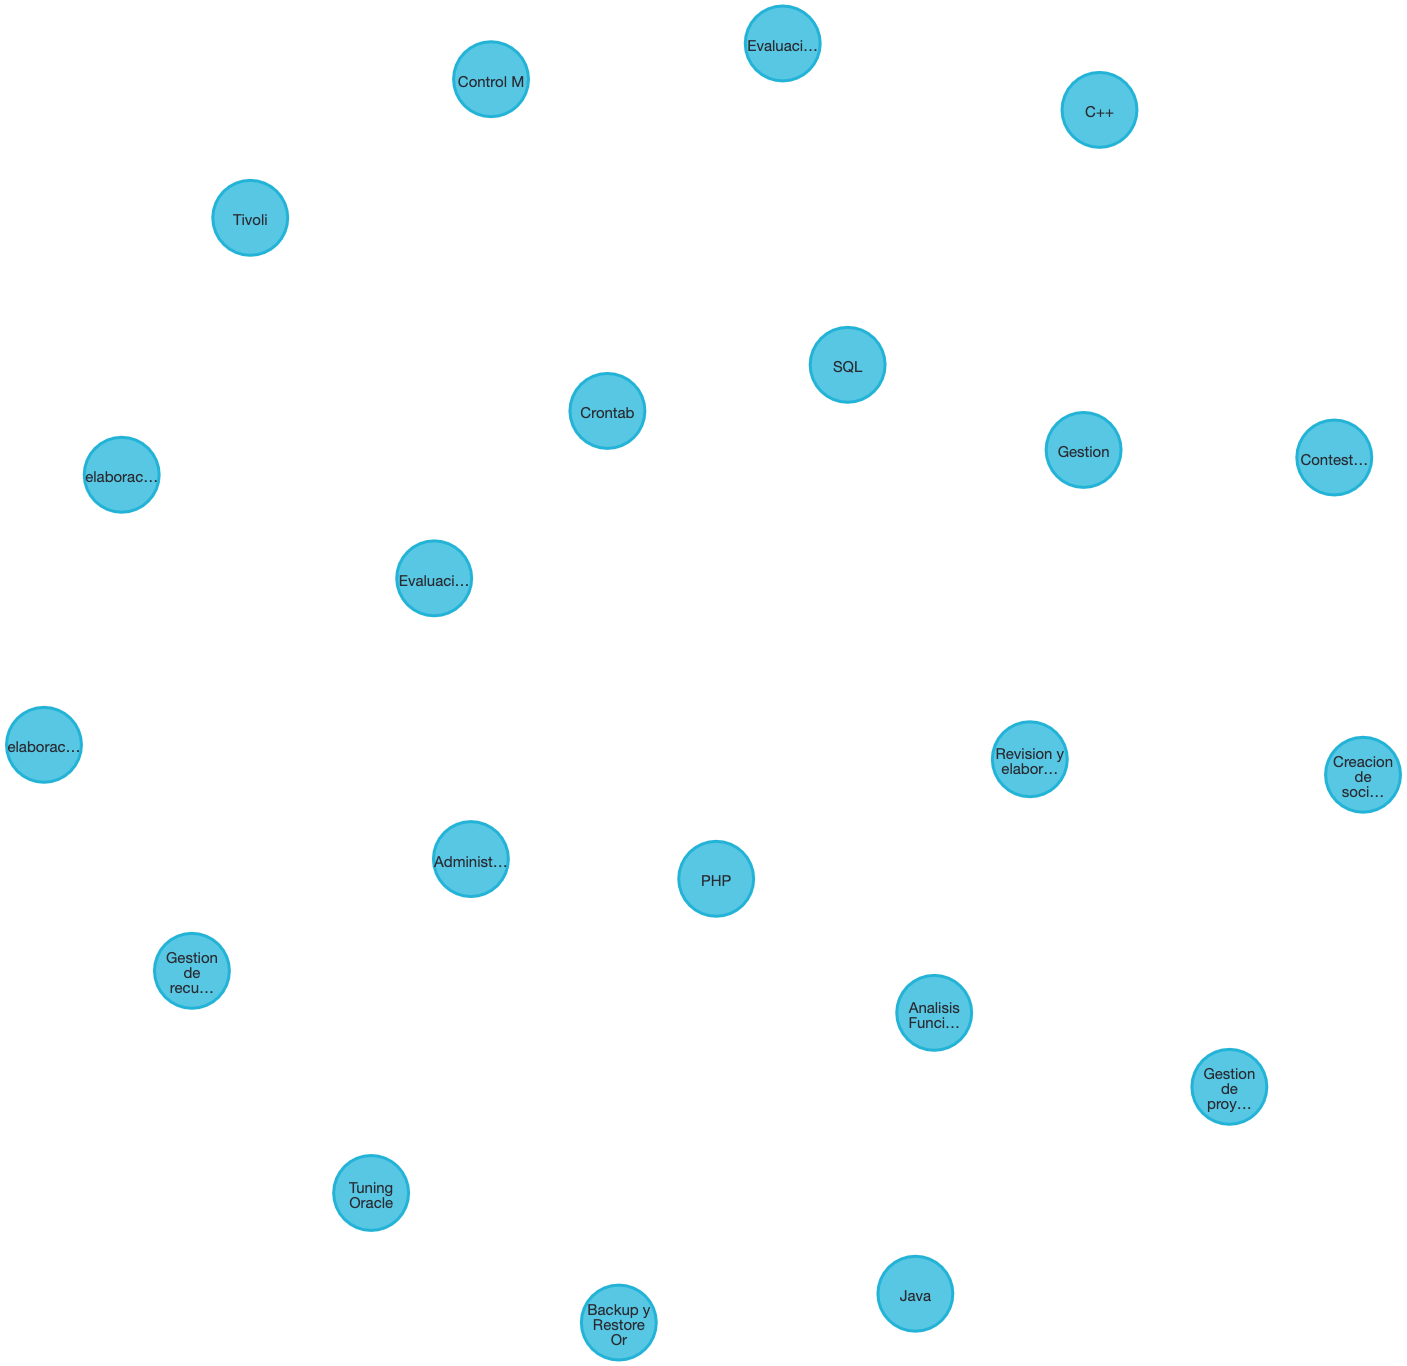 Evaluaci…
Control M
C++
Tivoli
SQL
Crontab
Gestion
Contest…
elaborac…
Evaluaci…
elaborac…
Revision y
elabor…
Creacion
de
soci…
Administ…
PHP
Gestion
de
recu…
Analisis
Funci…
Gestion
de
proy…
Tuning
Oracle
Java
Backup y
Restore
Or